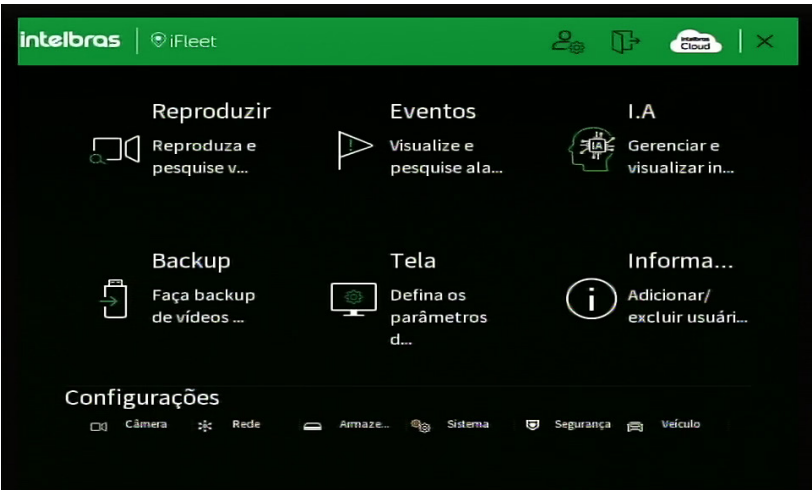 intelbras iFleet intelbras Cloud
Reproduzir
Reproduza e
pesquise v...
Eventos
Visualize e
pesquise ala...
I.A
IA
Gerenciar e
visualizar in...
Backup
Faça backup
de vídeos ...
Tela
Defina os
parâmetros
d...
Informa...
Adicionar/
excluir usuári...
Configurações
Câmera Rede Armaze... Sistema Segurança Veículo